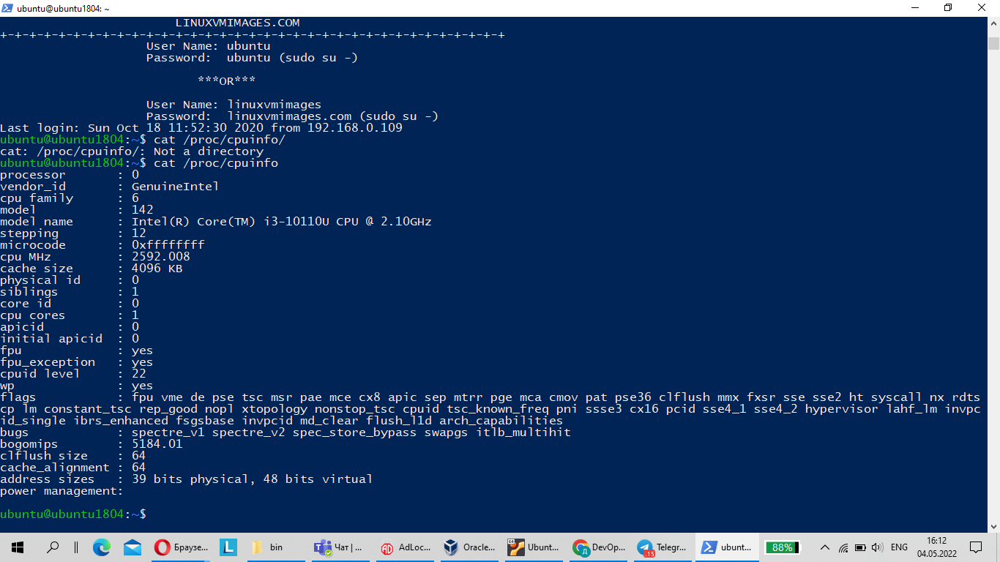 ubuntu@ubuntu1804: ~
LINUXVMIMAGES.COM
+-+-+-+-+-+-+-+-+-+-+-+-+-+-+-+-+-+-+-+-+-+-+-+-+-+-+-+-+-+-+-+-+-+-+
User Name: ubuntu
Password:  ubuntu (sudo su -)
***OR***
User Name: linuxvmimages
Password:  linuxvmimages.com (sudo su -)
Last login: Sun Oct 18 11:52:30 2020 from 192.168.0.109
ubuntu@ubuntu1804:~$ cat /proc/cpuinfo/
cat: /proc/cpuinfo/: Not a directory
ubuntu@ubuntu1804:~$ cat /proc/cpuinfo
processor       : 0
vendor_id       : GenuineIntel
cpu family      : 6
model           : 142
model name      : Intel(R) Core(TM) i3-10110U CPU @ 2.10GHz
stepping        : 12
microcode       : 0xffffffff
cpu MHz         : 2592.008
cache size      : 4096 KB
physical id     : 0
siblings        : 1
core id         : 0
cpu cores       : 1
apicid          : 0
initial apicid  : 0
fpu             : yes
fpu_exception   : yes
cpuid level     : 22
wp              : yes
flags           : fpu vme de pse tsc msr pae mce cx8 apic sep mtrr pge mca cmov pat pse36 clflush mmx fxsr sse sse2 ht syscall nx rdts
cp lm constant_tsc rep_good nopl xtopology nonstop_tsc cpuid tsc_known_freq pni ssse3 cx16 pcid sse4_1 sse4_2 hypervisor lahf_lm invpc
id_single ibrs_enhanced fsgsbase invpcid md_clear flush_l1d arch_capabilities
bugs            : spectre_v1 spectre_v2 spec_store_bypass swapgs itlb_multihit
bogomips        : 5184.01
clflush size    : 64
cache_alignment : 64
address sizes   : 39 bits physical, 48 bits virtual
power management:
ubuntu@ubuntu1804:~$
L Браузе... bin Чат | ... AdLoc... Oracle... Ubunt... Д DevOp... 15 Telegr... ubunt... 88% ENG 16:12
04.05.2022